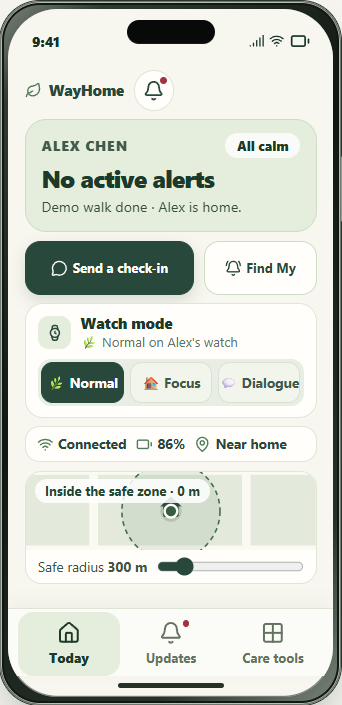 9:41
WayHome
ALEX CHEN
All calm
No active alerts
Demo walk done · Alex is home.
Send a check-in
Find My
Watch mode
Normal on Alex's watch
Normal
Focus
Dialogue
Connected
86%
Near home
Inside the safe zone · 0 m
Safe radius 300 m
Today
Updates
Care tools